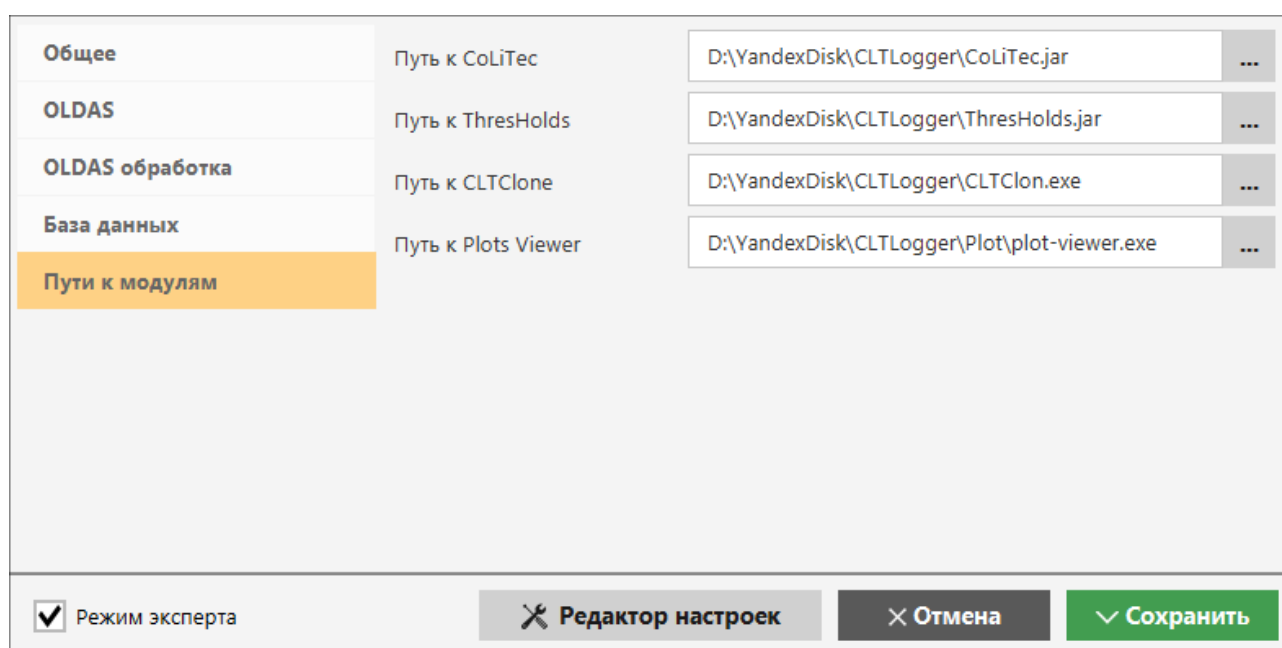 Общее
OLDAS
OLDAS обработка
База данных
Пути к модулям
Путь к CoLiTec D:\YandexDisk\CLTLogger\CoLiTec.jar ...
Путь к ThresHolds D:\YandexDisk\CLTLogger\ThresHolds.jar ...
Путь к CLTClone D:\YandexDisk\CLTLogger\CLTClon.exe ...
Путь к Plots Viewer D:\YandexDisk\CLTLogger\Plot\plot-viewer.exe ...
Режим эксперта Редактор настроек Отмена Сохранить